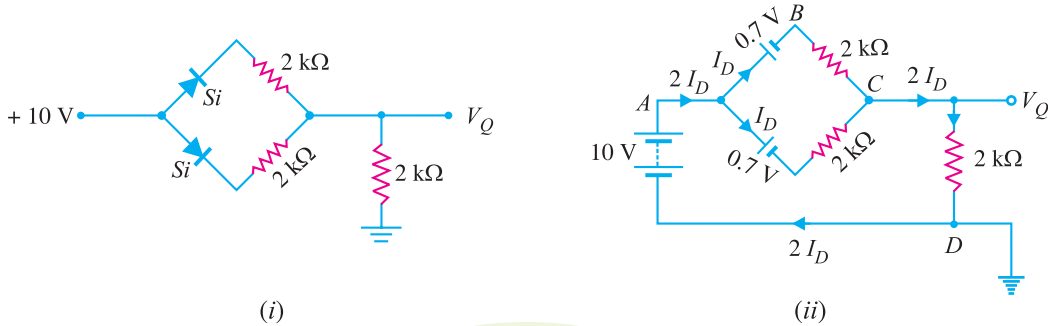 2 kΩ
Si
+ 10 V
V_Q
Si
2 kΩ
2 kΩ
(i)
B
0.7 V
2 kΩ
I_D
C
2 I_D
2 I_D
A
V_Q
I_D
10 V
0.7 V
2 kΩ
2 kΩ
2 I_D
D
(ii)